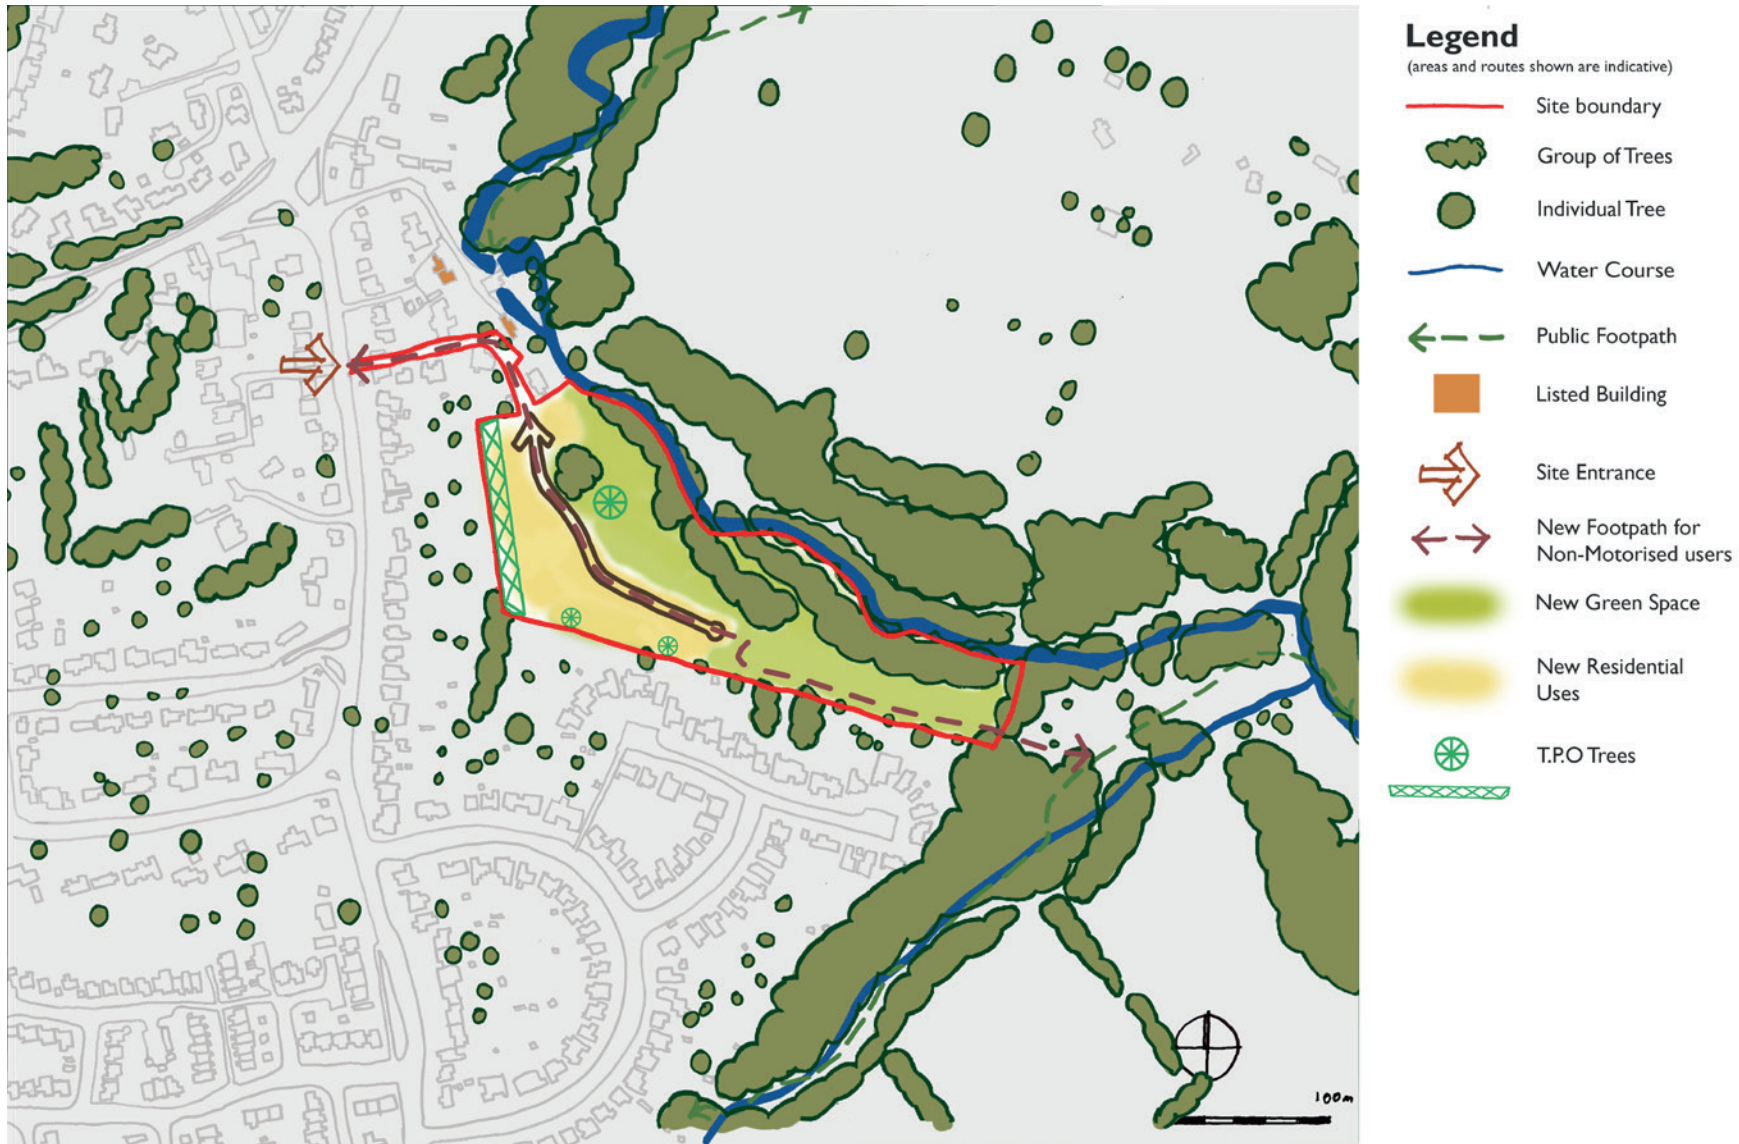 Legend
(areas and routes shown are indicative)
Site boundary
Group of Trees
Individual Tree
Water Course
Public Footpath
Listed Building
Site Entrance
New Footpath for
Non-Motorised users
New Green Space
New Residential
Uses
T.P.O Trees
100m